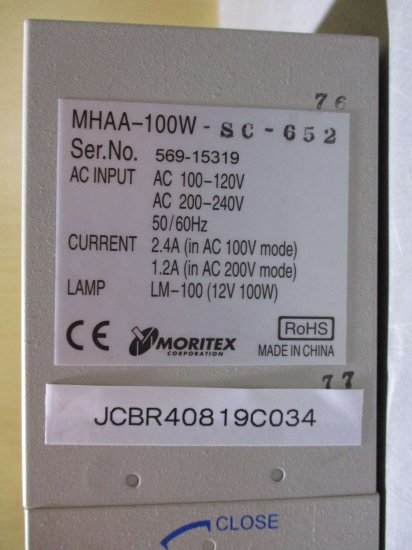 76
MHAA-100W-SC-652
Ser.No. 569-15319
AC INPUT AC 100-120V
AC 200-240V
50/60Hz
CURRENT 2.4A (in AC 100V mode)
1.2A (in AC 200V mode)
LAMP LM-100 (12V 100W)
CE MORITEX RoHS
CORPORATION MADE IN CHINA
77
JCBR40819C034
CLOSE